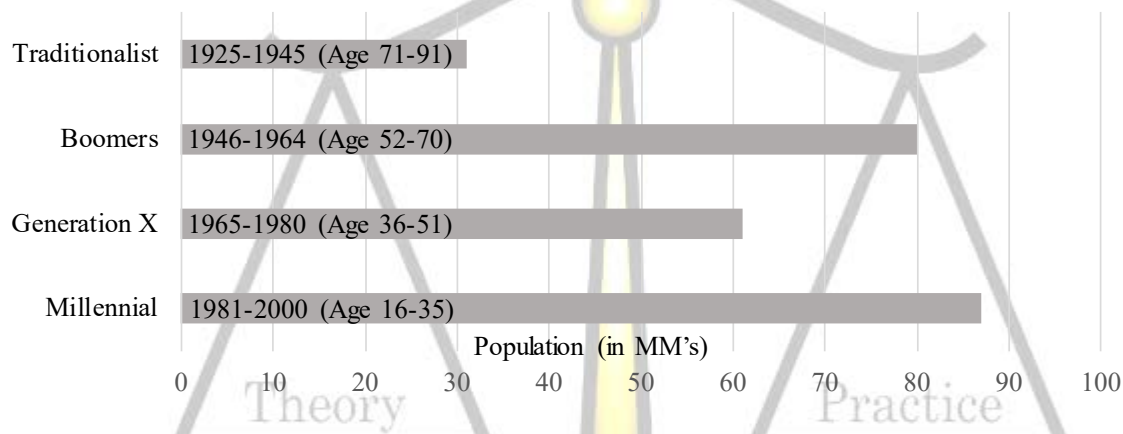 Traditionalist 1925-1945 (Age 71-91)
Boomers 1946-1964 (Age 52-70)
Generation X 1965-1980 (Age 36-51)
Millennial 1981-2000 (Age 16-35)
Population (in MM’s)
0 10 20 30 40 50 60 70 80 90 100
Theory Practice